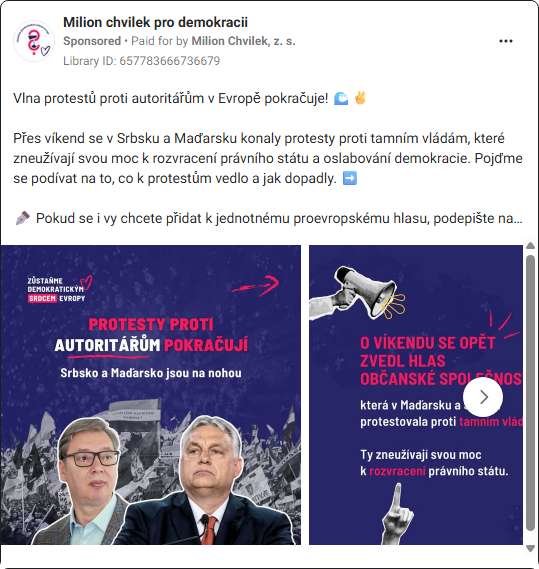 Milion chvilek pro demokracii
Sponsored • Paid for by Milion Chvilek, z. s.
Library ID: 657783666736679
Vlna protestů proti autoritářům v Evropě pokračuje! 🌊✌️
Přes víkend se v Srbsku a Maďarsku konaly protesty proti tamním vládám, které
zneužívají svou moc k rozvracení právního státu a oslabování demokracie. Pojďme
se podívat na to, co k protestům vedlo a jak dopadly. ➡️
Pokud se i vy chcete přidat k jednotnému proevropskému hlasu, podepište na…
ZŮSTAŇME
DEMOKRATICKÝM
SRDCEM EVROPY
PROTESTY PROTI
AUTORITÁŘŮM POKRAČUJÍ
Srbsko a Maďarsko jsou na nohou
O VÍKENDU SE OPĚT
ZVEDL HLAS
OBČANSKÉ SPOLEČNOS
která v Maďarsku a
protestovala proti tamním vlád
Ty zneužívají svou moc
k rozvracení právního státu.